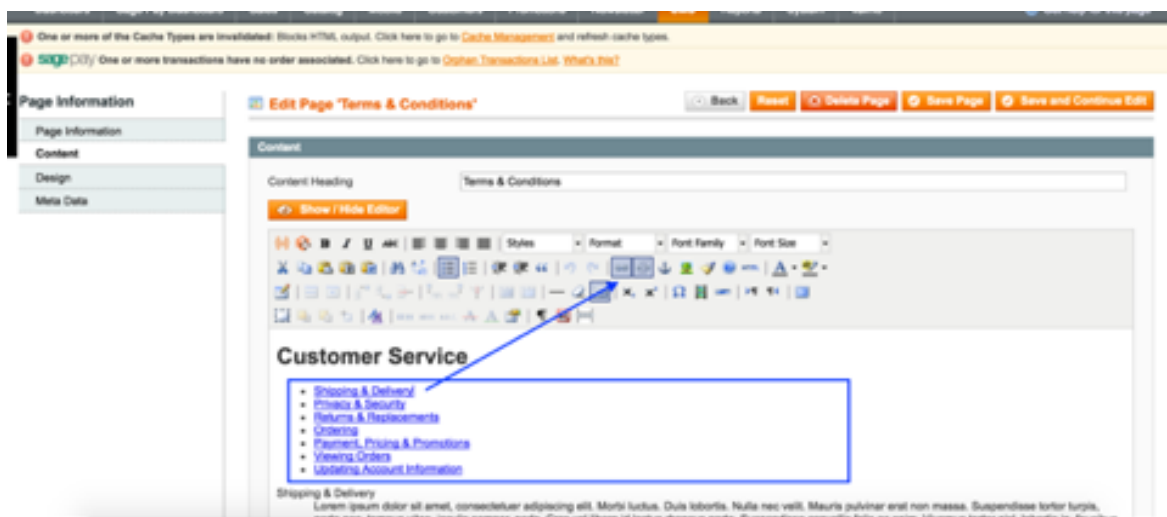 One or more of the Cache Types are invalidated: Blocks HTML output. Click here to go to Cache Management and refresh cache types.
sagepay One or more transactions have no order associated. Click here to go to Orphan Transactions List. What's this?
Page Information
Edit Page 'Terms & Conditions'
Back Reset Delete Page Save Page Save and Continue Edit
Page Information
Content
Design
Meta Data
Content
Content Heading Terms & Conditions
Show / Hide Editor
B I U ABC Styles Format Font Family Font Size
Customer Service
Shipping & Delivery
Privacy & Security
Returns & Replacements
Ordering
Payment, Pricing & Promotions
Viewing Orders
Updating Account Information
Shipping & Delivery
Lorem ipsum dolor sit amet, consectetuer adipiscing elit. Morbi luctus. Duis lobortis. Nulla nec velit. Mauris pulvinar erat non massa. Suspendisse tortor turpis,